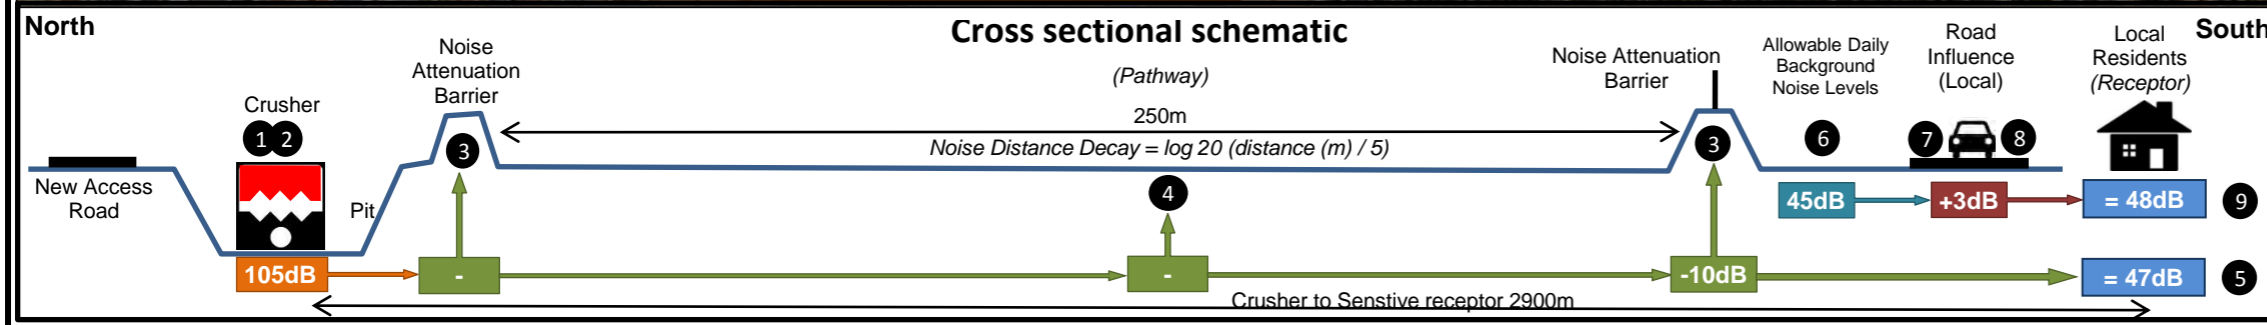 North
Cross sectional schematic
South
Noise
Attenuation
Barrier
(Pathway)
Noise Attenuation
Barrier
Allowable Daily
Background
Noise Levels
Road
Influence
(Local)
Local
Residents
(Receptor)
Crusher
1 2
3
250m
Noise Distance Decay = log 20 (distance (m) / 5)
3
6
7 8
New Access
Road
Pit
4
45dB
+3dB
= 48dB
9
105dB
-
-
-10dB
= 47dB
5
Crusher to Senstive receptor 2900m